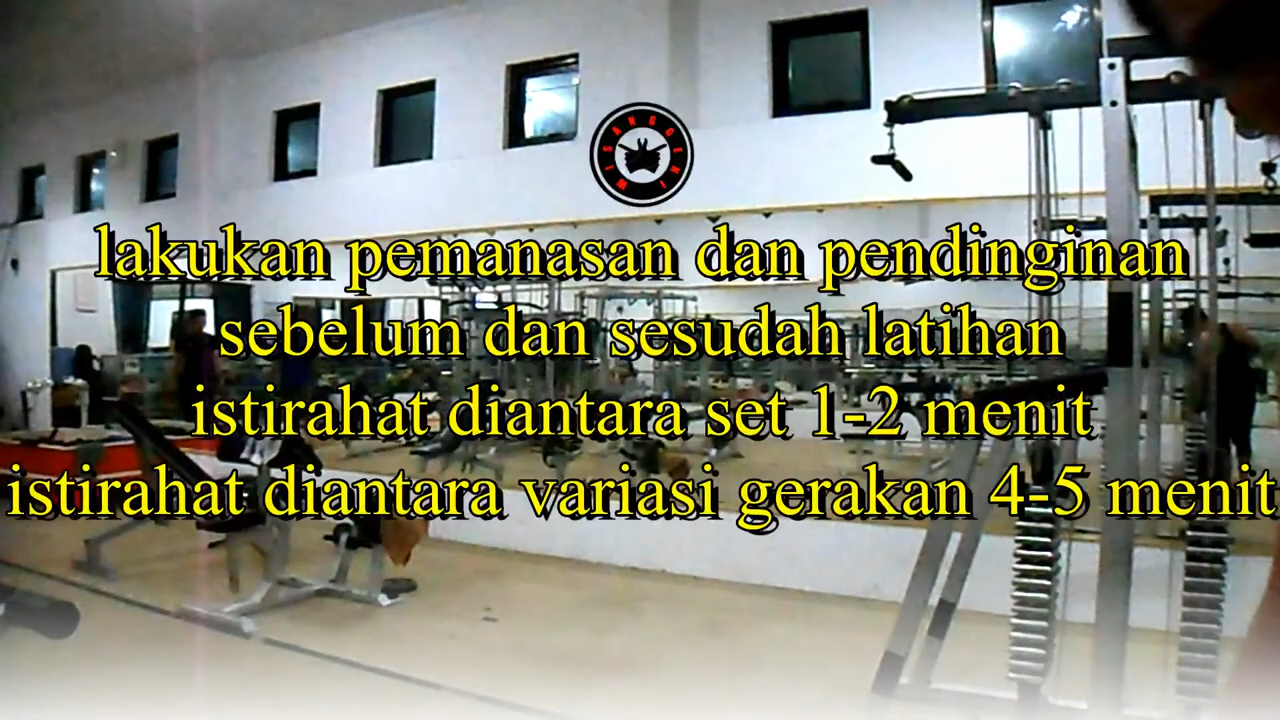 WISANGGENI
lakukan pemanasan dan pendinginan
sebelum dan sesudah latihan
istirahat diantara set 1-2 menit
istirahat diantara variasi gerakan 4-5 menit